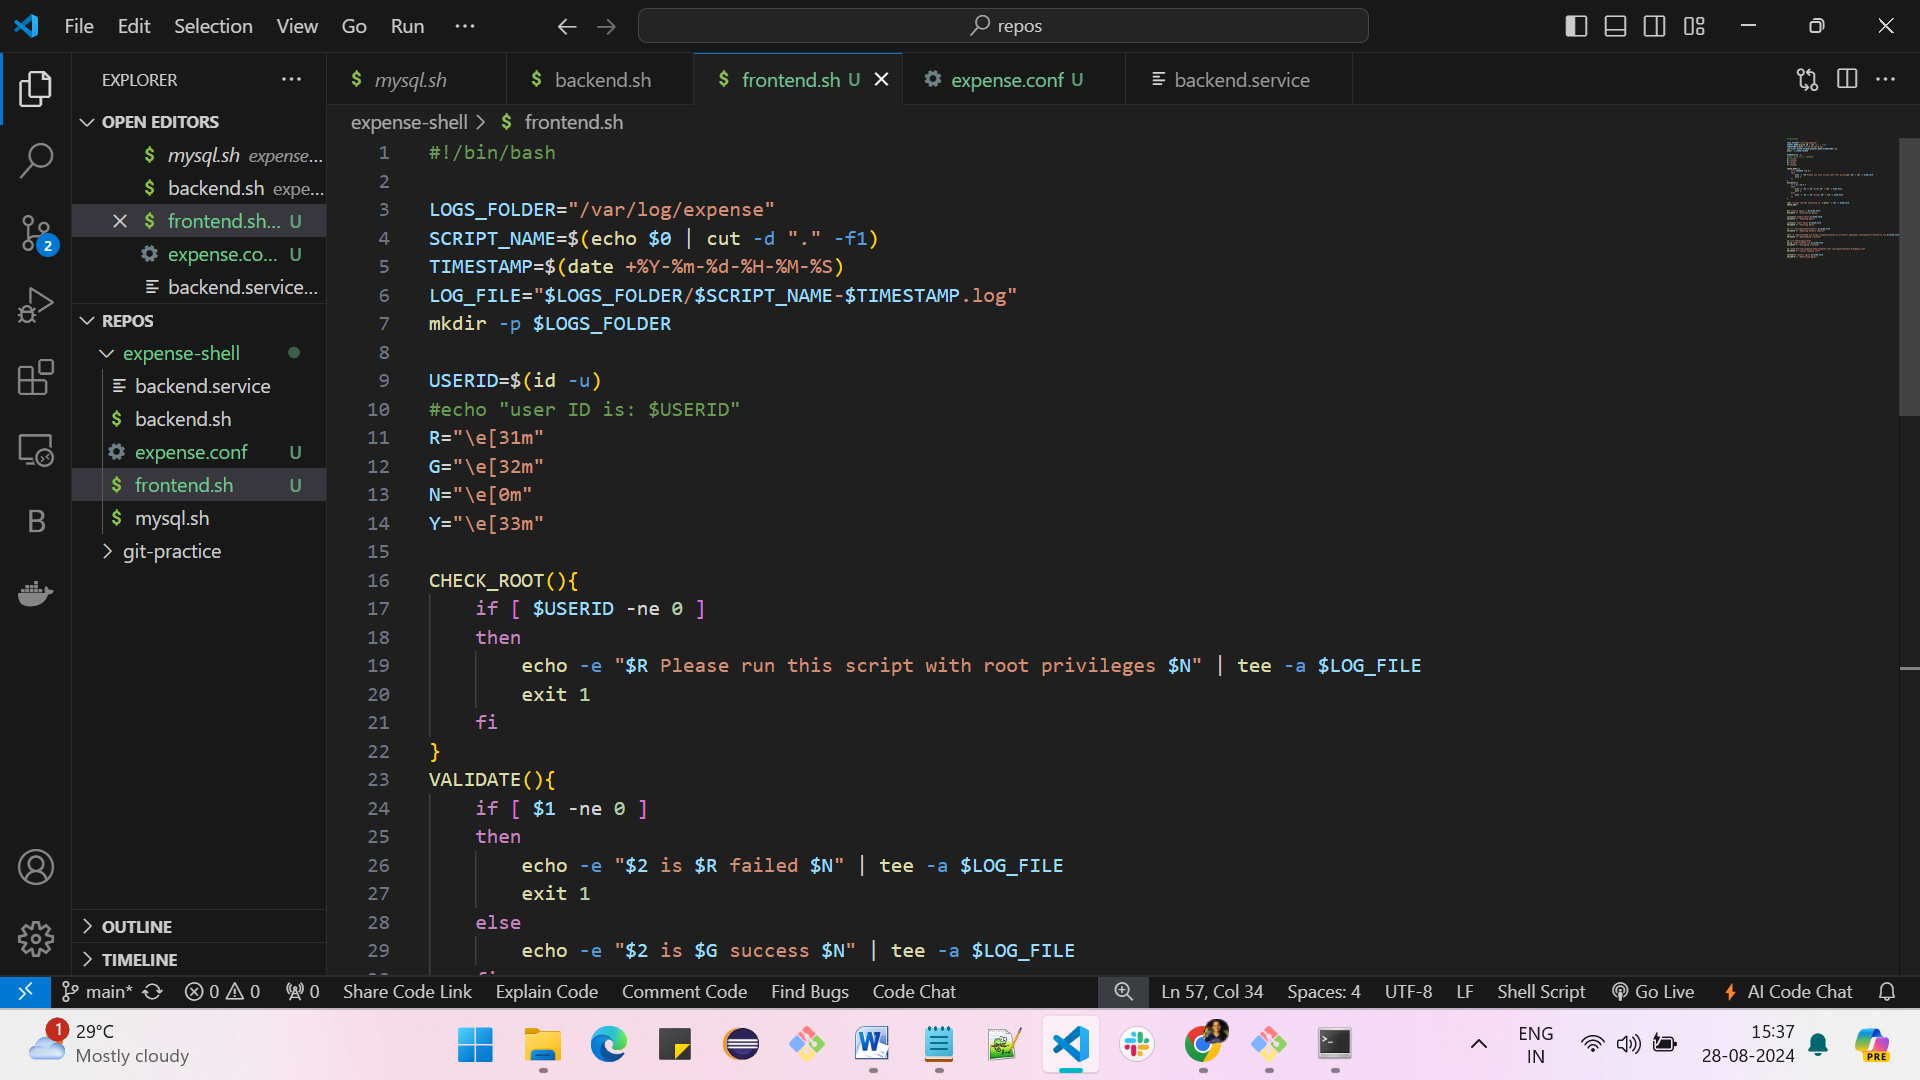 File Edit Selection View Go Run ··· repos
EXPLORER ···
OPEN EDITORS
$ mysql.sh expense...
$ backend.sh expe...
$ frontend.sh... U
expense.co... U
backend.service...
REPOS
expense-shell
backend.service
$ backend.sh
expense.conf U
$ frontend.sh U
$ mysql.sh
git-practice
OUTLINE
TIMELINE
2
B
$ mysql.sh $ backend.sh $ frontend.sh U expense.conf U backend.service
expense-shell > $ frontend.sh
1 #!/bin/bash
2
3 LOGS_FOLDER="/var/log/expense"
4 SCRIPT_NAME=$(echo $0 | cut -d "." -f1)
5 TIMESTAMP=$(date +%Y-%m-%d-%H-%M-%S)
6 LOG_FILE="$LOGS_FOLDER/$SCRIPT_NAME-$TIMESTAMP.log"
7 mkdir -p $LOGS_FOLDER
8
9 USERID=$(id -u)
10 #echo "user ID is: $USERID"
11 R="\e[31m"
12 G="\e[32m"
13 N="\e[0m"
14 Y="\e[33m"
15
16 CHECK_ROOT(){
17 if [ $USERID -ne 0 ]
18 then
19 echo -e "$R Please run this script with root privileges $N" | tee -a $LOG_FILE
20 exit 1
21 fi
22 }
23 VALIDATE(){
24 if [ $1 -ne 0 ]
25 then
26 echo -e "$2 is $R failed $N" | tee -a $LOG_FILE
27 exit 1
28 else
29 echo -e "$2 is $G success $N" | tee -a $LOG_FILE
main* 0 0 0 Share Code Link Explain Code Comment Code Find Bugs Code Chat Ln 57, Col 34 Spaces: 4 UTF-8 LF Shell Script Go Live AI Code Chat
1 29°C
Mostly cloudy
W
ENG
IN
15:37
28-08-2024
PRE